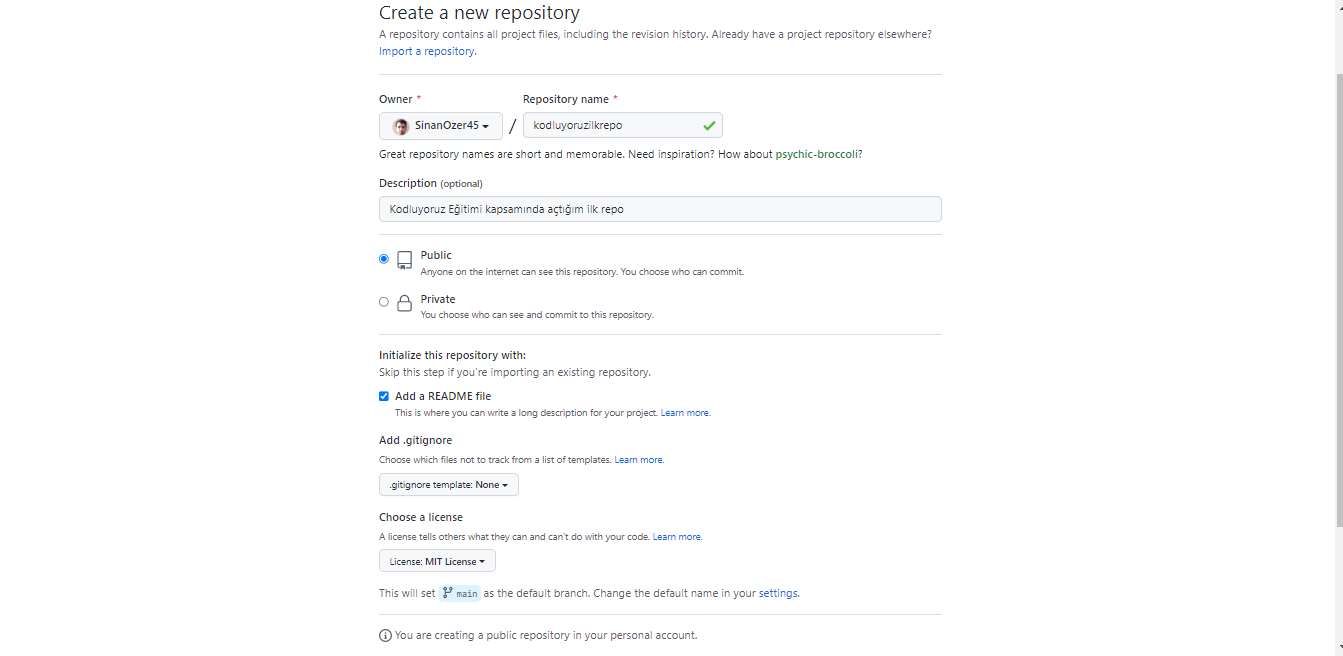 Create a new repository
A repository contains all project files, including the revision history. Already have a project repository elsewhere?
Import a repository.
Owner * Repository name *
SinanOzer45 / kodluyoruzilkrepo
Great repository names are short and memorable. Need inspiration? How about psychic-broccoli?
Description (optional)
Kodluyoruz Eğitimi kapsamında açtığım ilk repo
Public
Anyone on the internet can see this repository. You choose who can commit.
Private
You choose who can see and commit to this repository.
Initialize this repository with:
Skip this step if you're importing an existing repository.
Add a README file
This is where you can write a long description for your project. Learn more.
Add .gitignore
Choose which files not to track from a list of templates. Learn more.
.gitignore template: None
Choose a license
A license tells others what they can and can't do with your code. Learn more.
License: MIT License
This will set main as the default branch. Change the default name in your settings.
You are creating a public repository in your personal account.